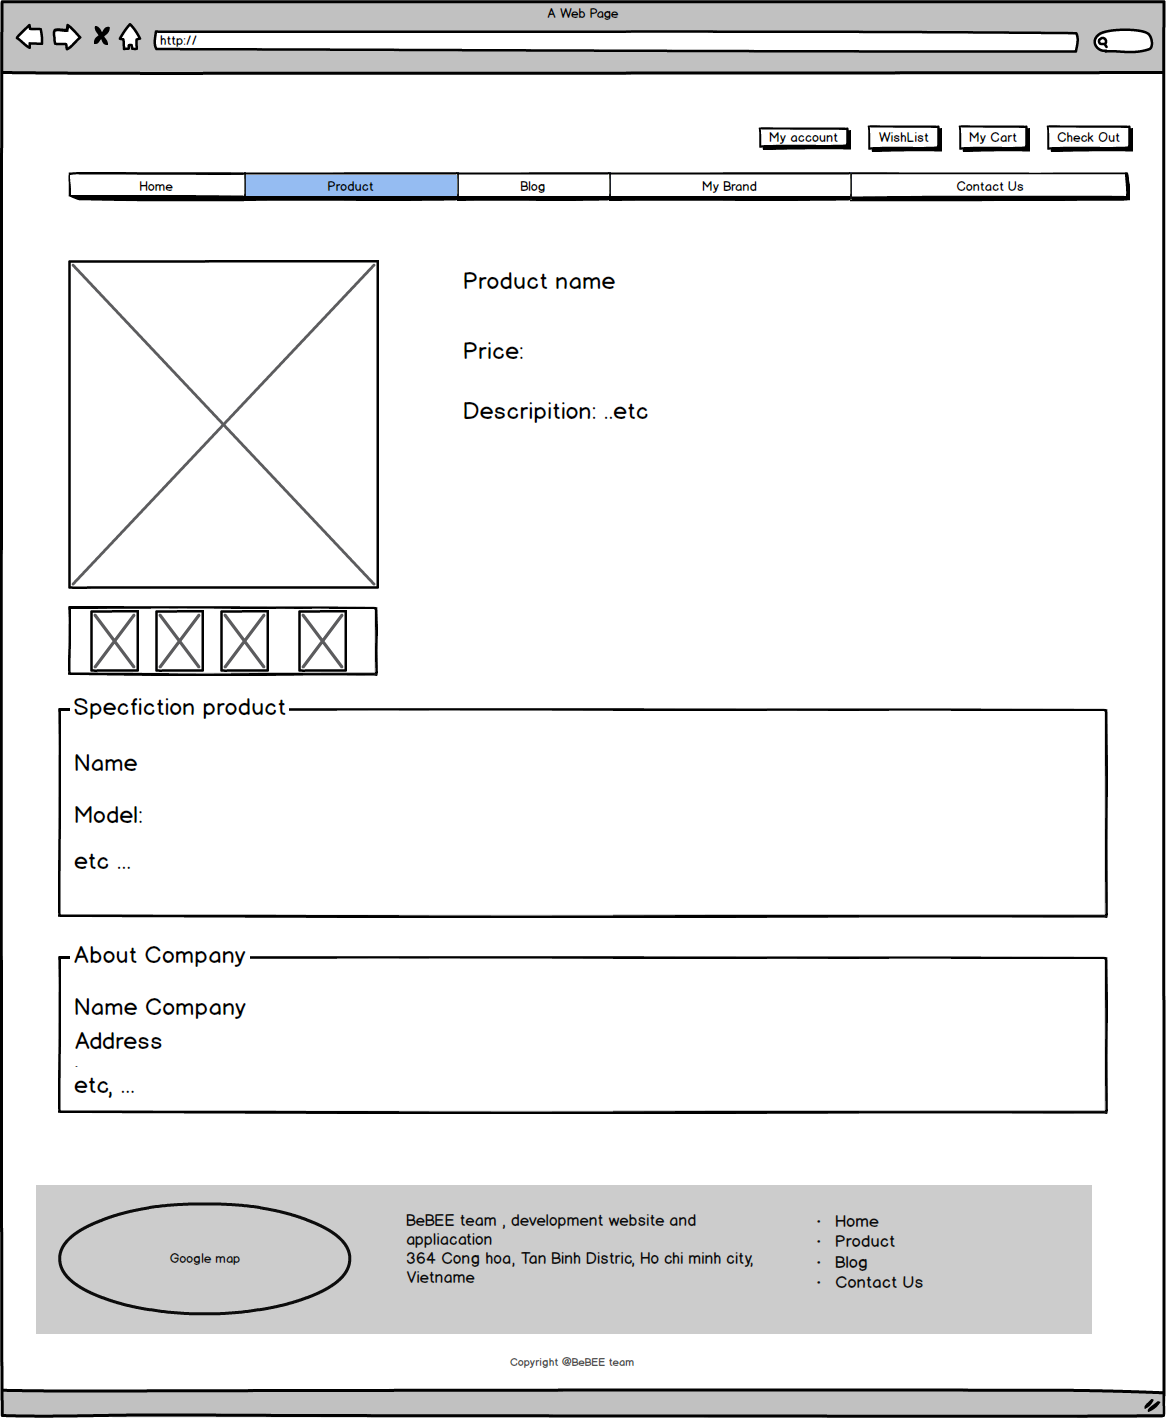 A Web Page
http://
My account WishList My Cart Check Out
Home Product Blog My Brand Contact Us
Product name
Price:
Descripition: ..etc
Specfiction product
Name
Model:
etc ...
About Company
Name Company
Address
etc, ...
Google map
BeBEE team , development website and
appliacation
364 Cong hoa, Tan Binh Distric, Ho chi minh city,
Vietname
· Home
· Product
· Blog
· Contact Us
Copyright @BeBEE team